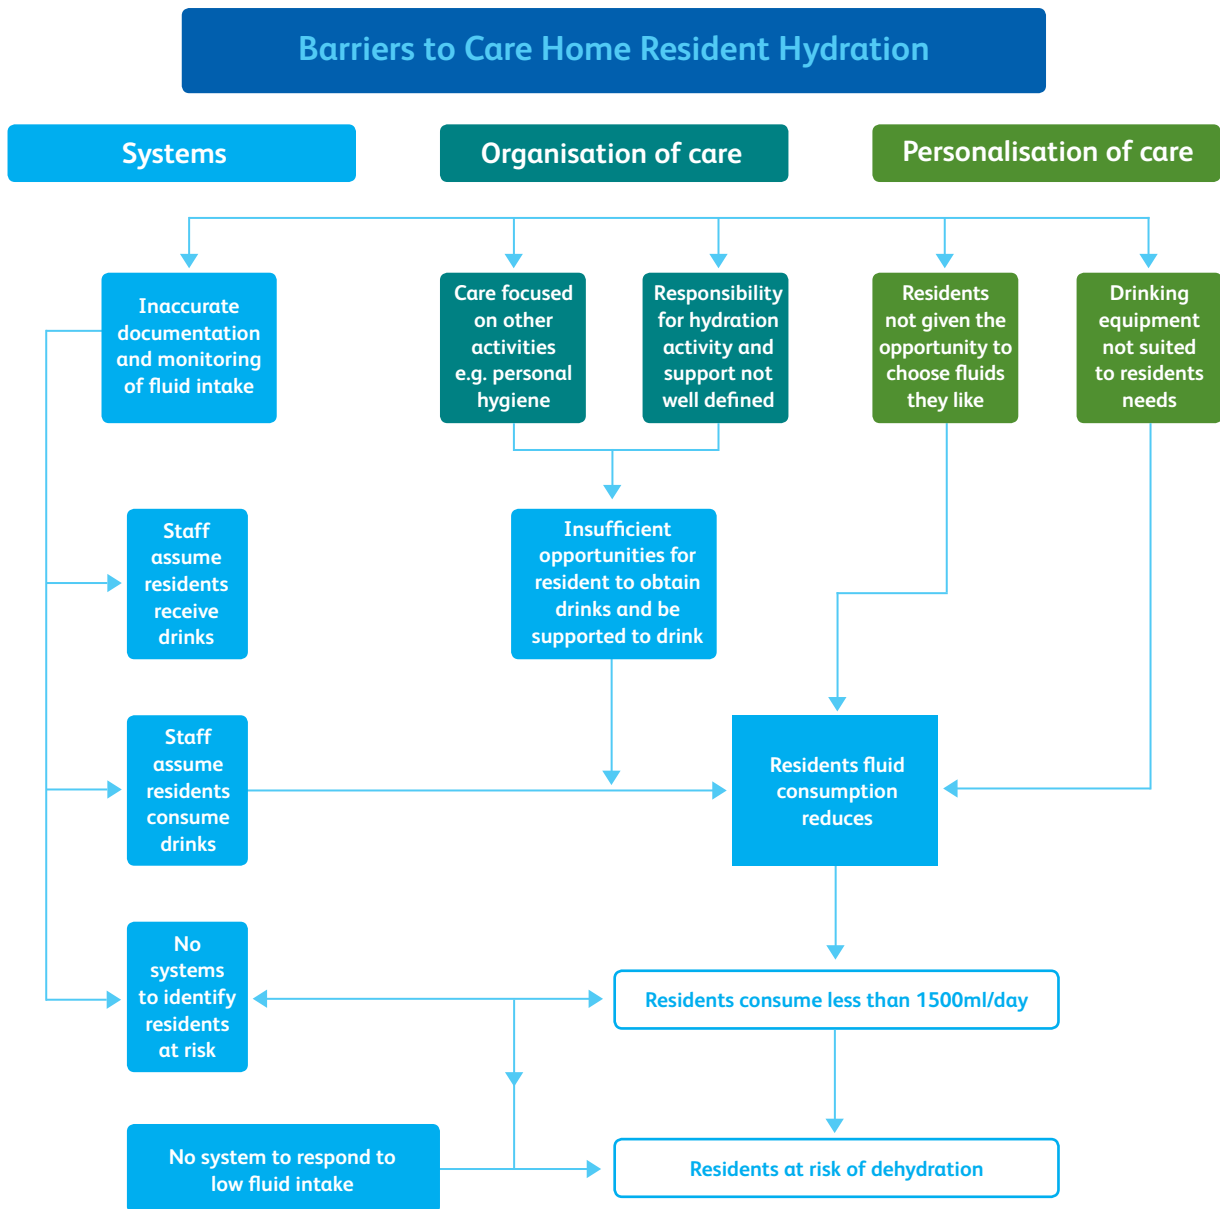 Barriers to Care Home Resident Hydration
Systems
Organisation of care
Personalisation of care
Inaccurate
documentation
and monitoring
of fluid intake
Care focused
on other
activities
e.g. personal
hygiene
Responsibility
for hydration
activity and
support not
well defined
Residents
not given the
opportunity to
choose fluids
they like
Drinking
equipment
not suited
to residents
needs
Staff
assume
residents
receive
drinks
Insufficient
opportunities for
resident to obtain
drinks and be
supported to drink
Staff
assume
residents
consume
drinks
Residents fluid
consumption
reduces
No
systems
to identify
residents
at risk
Residents consume less than 1500ml/day
No system to respond to
low fluid intake
Residents at risk of dehydration